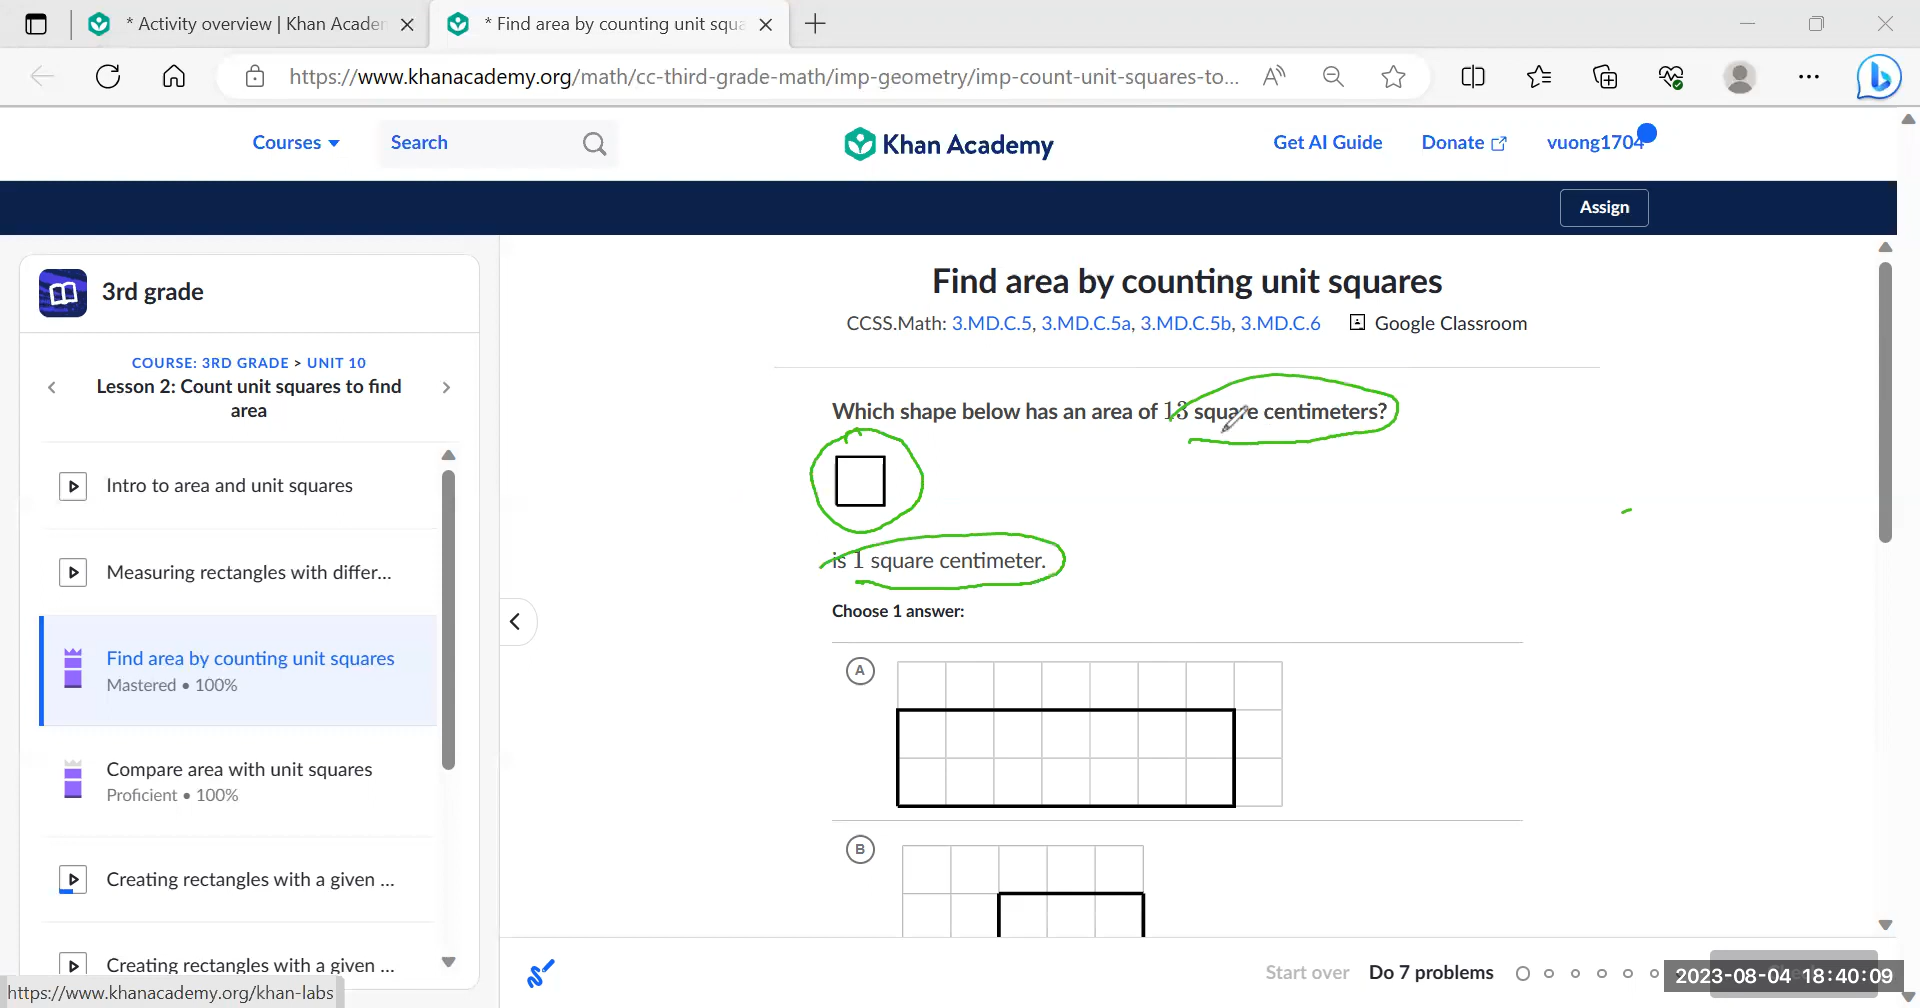 * Activity overview | Khan Acader
* Find area by counting unit squa
https://www.khanacademy.org/math/cc-third-grade-math/imp-geometry/imp-count-unit-squares-to...
Courses
Search
Khan Academy
Get AI Guide
Donate
vuong1704
Assign
3rd grade
COURSE: 3RD GRADE > UNIT 10
Lesson 2: Count unit squares to find
area
Intro to area and unit squares
Measuring rectangles with differ...
Find area by counting unit squares
Mastered • 100%
Compare area with unit squares
Proficient • 100%
Creating rectangles with a given ...
Creating rectangles with a given ...
https://www.khanacademy.org/khan-labs
Find area by counting unit squares
CCSS.Math: 3.MD.C.5, 3.MD.C.5a, 3.MD.C.5b, 3.MD.C.6
Google Classroom
Which shape below has an area of 13 square centimeters?
is 1 square centimeter.
Choose 1 answer:
A
B
Start over
Do 7 problems
2023-08-04 18:40:09